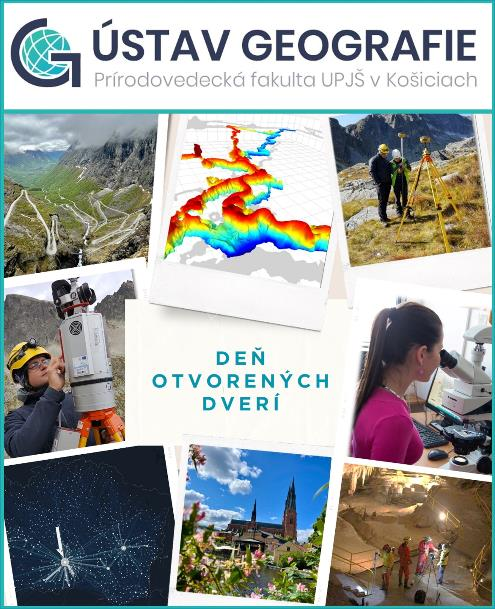 ÚSTAV GEOGRAFIE
Prírodovedecká fakulta UPJŠ v Košiciach
DEŇ
OTVORENÝCH
DVERÍ